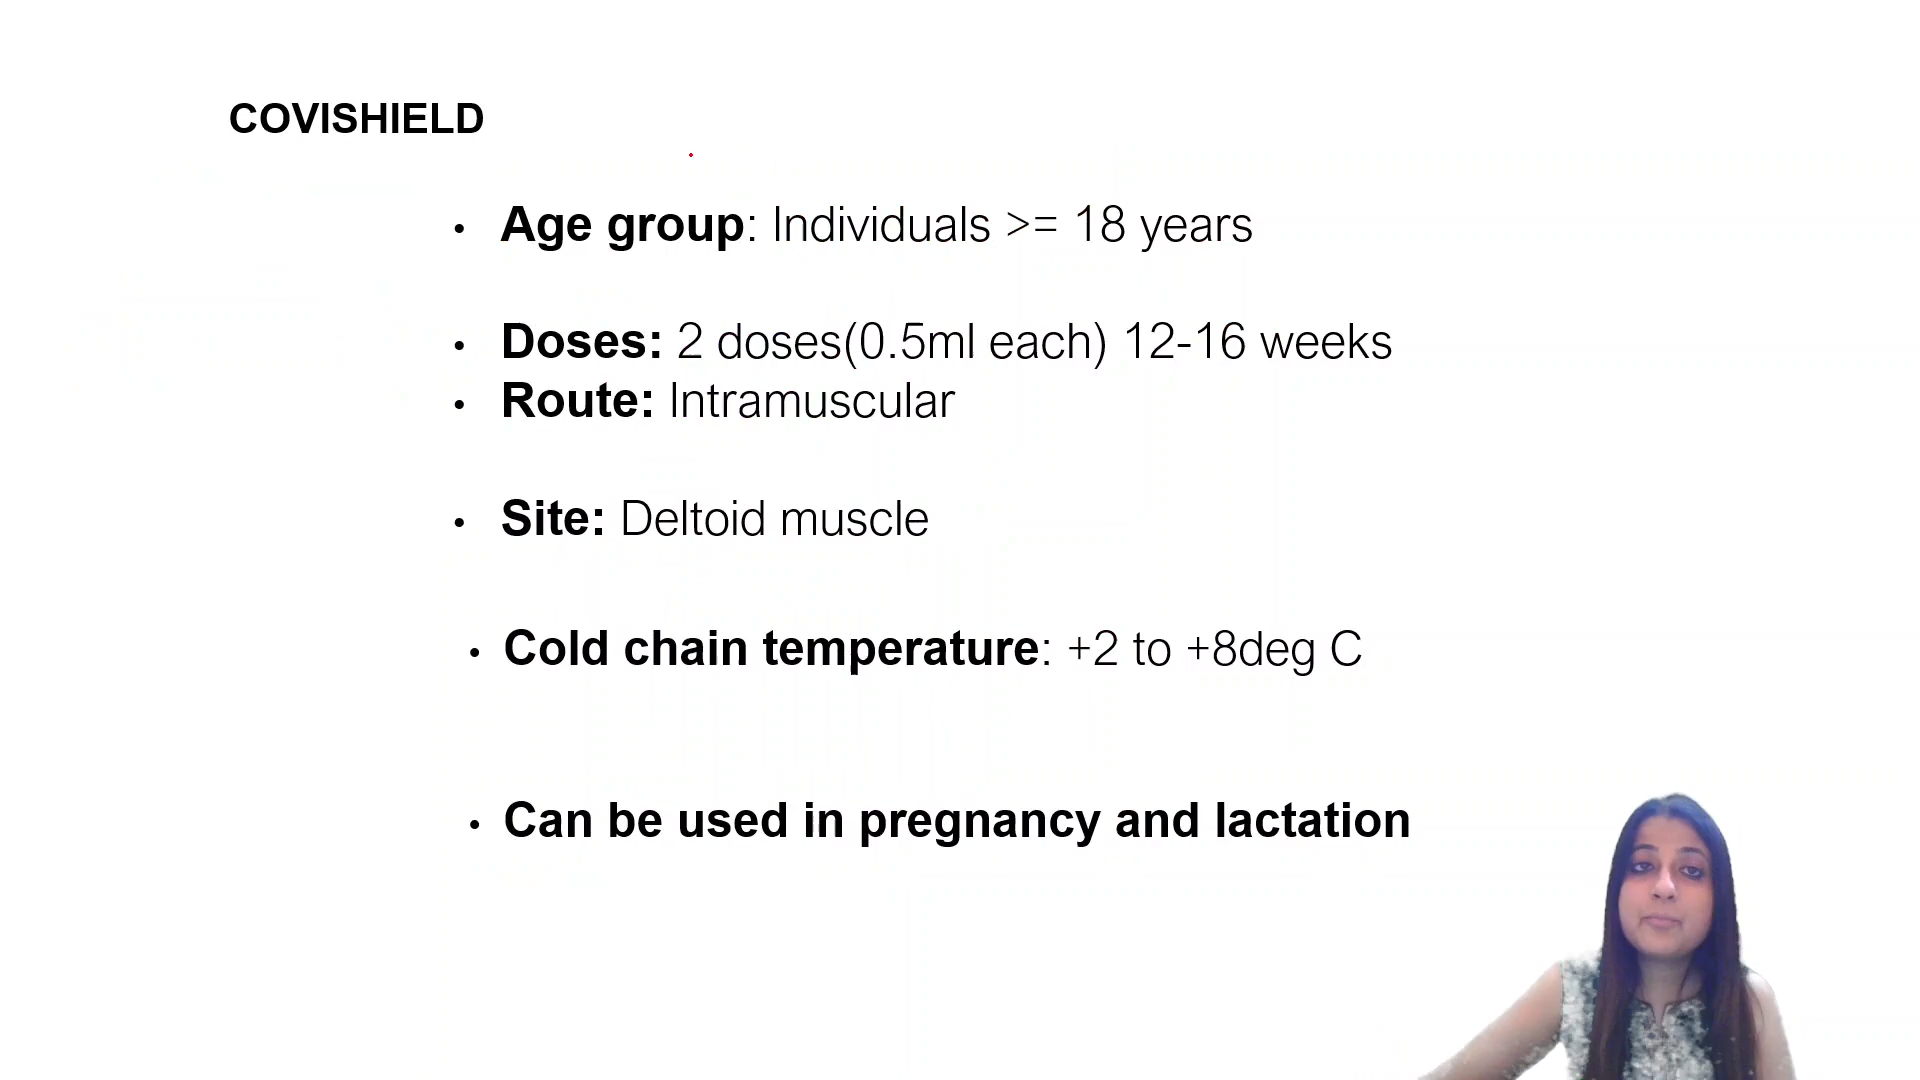 COVISHIELD
• Age group: Individuals >= 18 years
• Doses: 2 doses(0.5ml each) 12-16 weeks
• Route: Intramuscular
• Site: Deltoid muscle
• Cold chain temperature: +2 to +8deg C
• Can be used in pregnancy and lactation